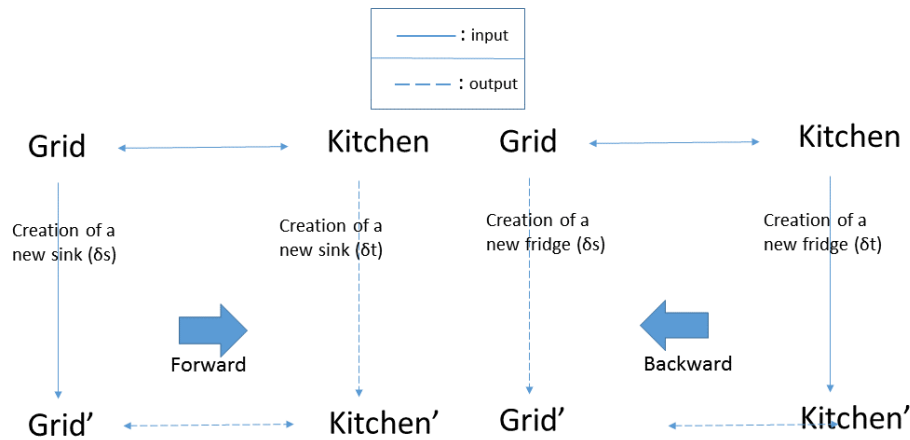 : input
: output
Grid
Kitchen
Grid
Kitchen
Creation of a
new sink (δs)
Creation of a
new sink (δt)
Creation of a
new fridge (δs)
Creation of a
new fridge (δt)
Forward
Backward
Grid’
Kitchen’
Grid’
Kitchen’